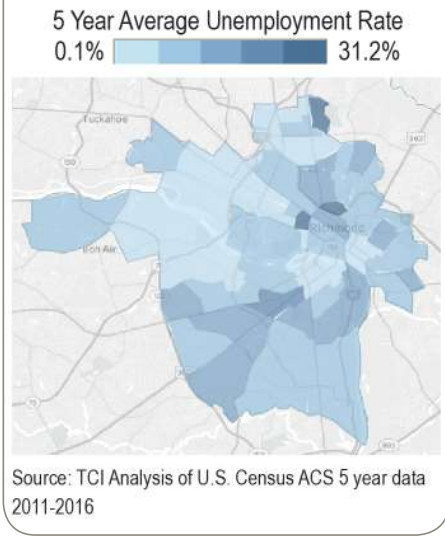 5 Year Average Unemployment Rate
0.1% 31.2%
Tuckahoe
Richmond
Bon Air
Source: TCI Analysis of U.S. Census ACS 5 year data
2011-2016